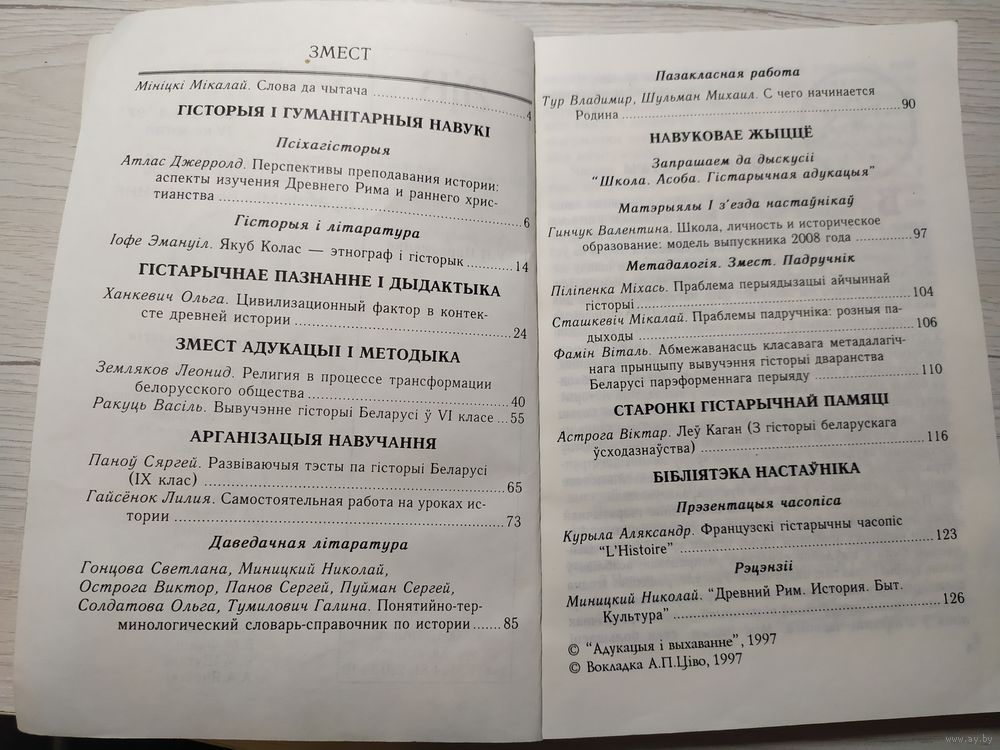 ЗМЕСТ
Мініцкі Мікалай. Слова да чытача ............ 4
ГІСТОРЫЯ І ГУМАНІТАРНЫЯ НАВУКІ
Псіхагісторыя
Атлас Джерролд. Перспективы преподавания истории:
аспекты изучения Древнего Рима и раннего хрис-
тианства ............ 6
Гісторыя і літаратура
Іофе Эмануіл. Якуб Колас — этнограф і гісторык ....... 14
ГІСТАРЫЧНАЕ ПАЗНАННЕ І ДЫДАКТЫКА
Ханкевич Ольга. Цивилизационный фактор в контек-
сте древней истории ............ 24
ЗМЕСТ АДУКАЦЫІ І МЕТОДЫКА
Земляков Леонид. Религия в процессе трансформации
белорусского общества ............ 40
Ракуць Васіль. Вывучэнне гісторыі Беларусі ў VI класе ... 55
АРГАНІЗАЦЫЯ НАВУЧАННЯ
Паноў Сяргей. Развіваючыя тэсты па гісторыі Беларусі
(IX клас) ............ 65
Гайсёнок Лилия. Самостоятельная работа на уроках ис-
тории ............ 73
Даведачная літаратура
Гонцова Светлана, Миницкий Николай,
Острога Виктор, Панов Сергей, Пуйман Сергей,
Солдатова Ольга, Тумилович Галина. Понятийно-тер-
минологический словарь-справочник по истории ...... 85
Пазакласная работа
Тур Владимир, Шульман Михаил. С чего начинается
Родина ............ 90
НАВУКОВАЕ ЖЫЦЦЁ
Запрашаем да дыскусіі
“Школа. Асоба. Гістарычная адукацыя”
Матэрыялы I з'езда настаўнікаў
Гинчук Валентина. Школа, личность и историческое
образование: модель выпускника 2008 года ............ 97
Метадалогія. Змест. Падручнік
Піліпенка Міхась. Праблема перыядызацыі айчыннай
гісторыі ............ 104
Сташкевіч Мікалай. Праблемы падручніка: розныя па-
дыходы ............ 106
Фамін Віталь. Абмежаванасць класавага метадалагіч-
нага прынцыпу вывучэння гісторыі дваранства
Беларусі парэформеннага перыяду ............ 110
СТАРОНКІ ГІСТАРЫЧНАЙ ПАМЯЦІ
Астрога Віктар. Леў Каган (З гісторыі беларускага
ўсходазнаўства) ............ 116
БІБЛІЯТЭКА НАСТАЎНІКА
Прэзентацыя часопіса
Курыла Аляксандр. Французскі гістарычны часопіс
“L'Histoire” ............ 123
Рэцэнзіі
Миницкий Николай. “Древний Рим. История. Быт.
Культура” ............ 126
© “Адукацыя і выхаванне”, 1997
© Вокладка А.П.Ціво, 1997
www.ay.by